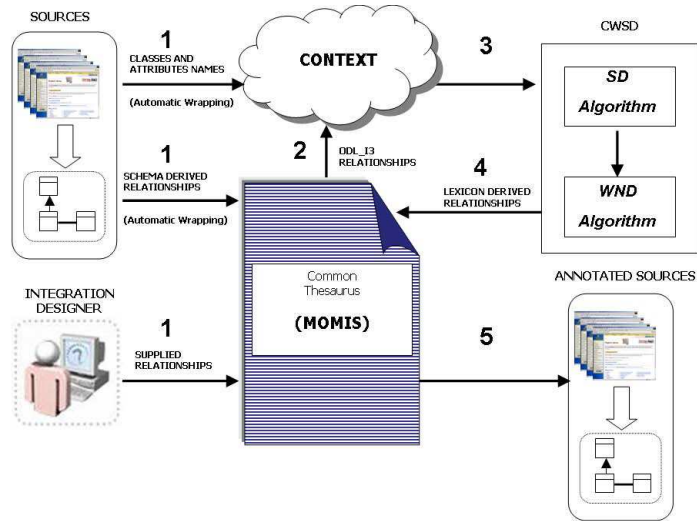 SOURCES
1
CLASSES AND
ATTRIBUTES NAMES
(Automatic Wrapping)
CONTEXT
3
CWSD
SD
Algorithm
WND
Algorithm
1
SCHEMA DERIVED
RELATIONSHIPS
(Automatic Wrapping)
2
ODL_I3
RELATIONSHIPS
4
LEXICON DERIVED
RELATIONSHIPS
Common
Thesaurus
(MOMIS)
INTEGRATION
DESIGNER
1
SUPPLIED
RELATIONSHIPS
5
ANNOTATED SOURCES